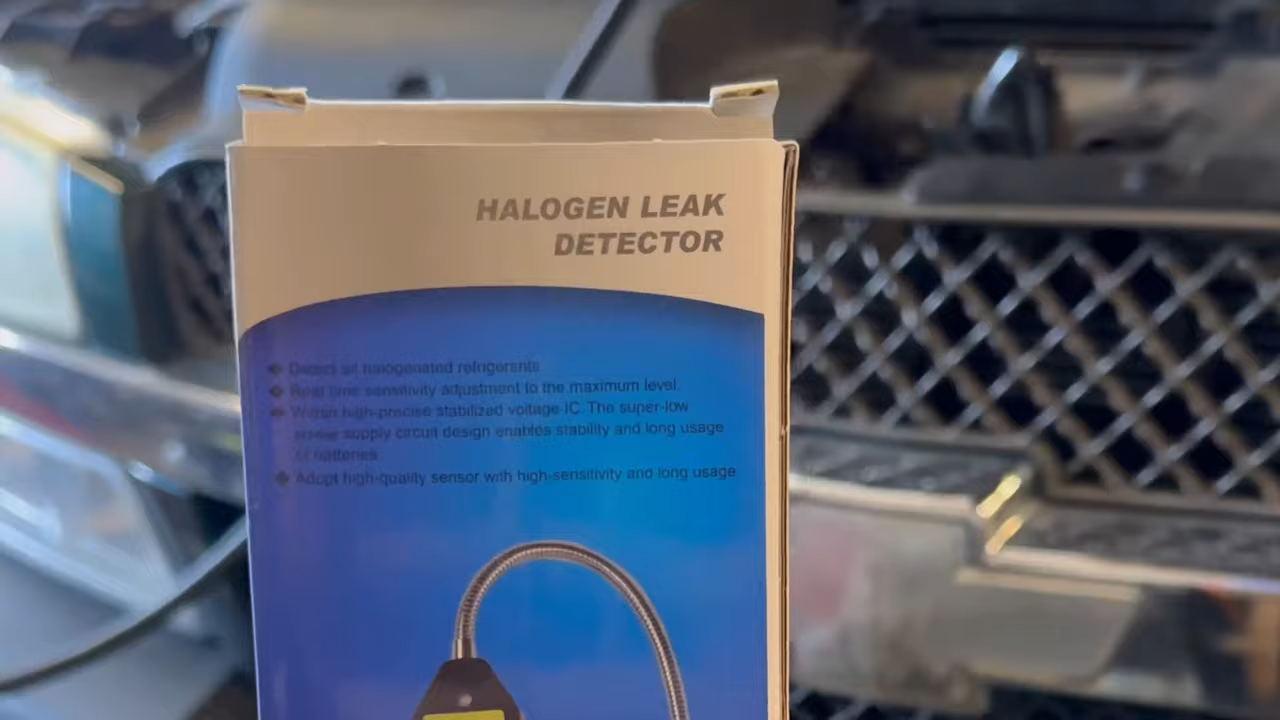 HALOGEN LEAK
DETECTOR
Detect all halogenated refrigerants
Real time sensitivity adjustment to the maximum level.
high-precise stabilized voltage IC. The super-low
power supply circuit design enables stability and long usage
of batteries
Adopt high-quality sensor with high-sensitivity and long usage